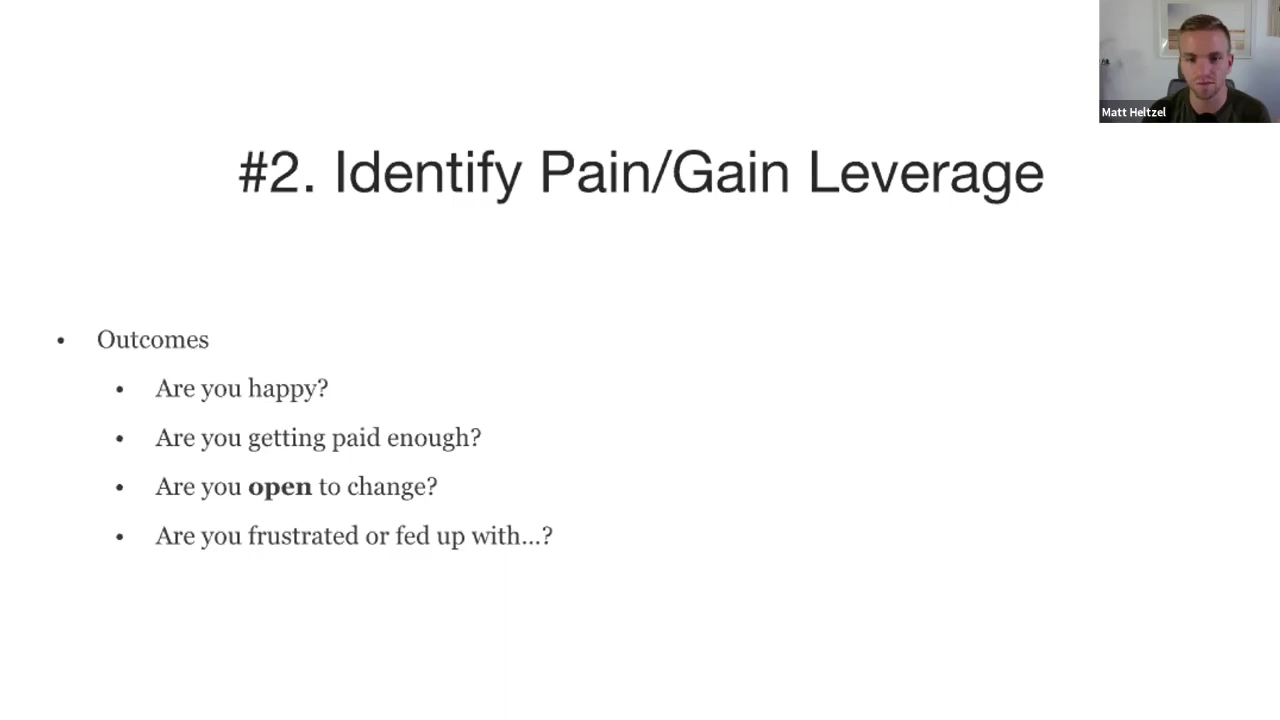 Matt Heltzel
#2. Identify Pain/Gain Leverage
• Outcomes
• Are you happy?
• Are you getting paid enough?
• Are you open to change?
• Are you frustrated or fed up with...?